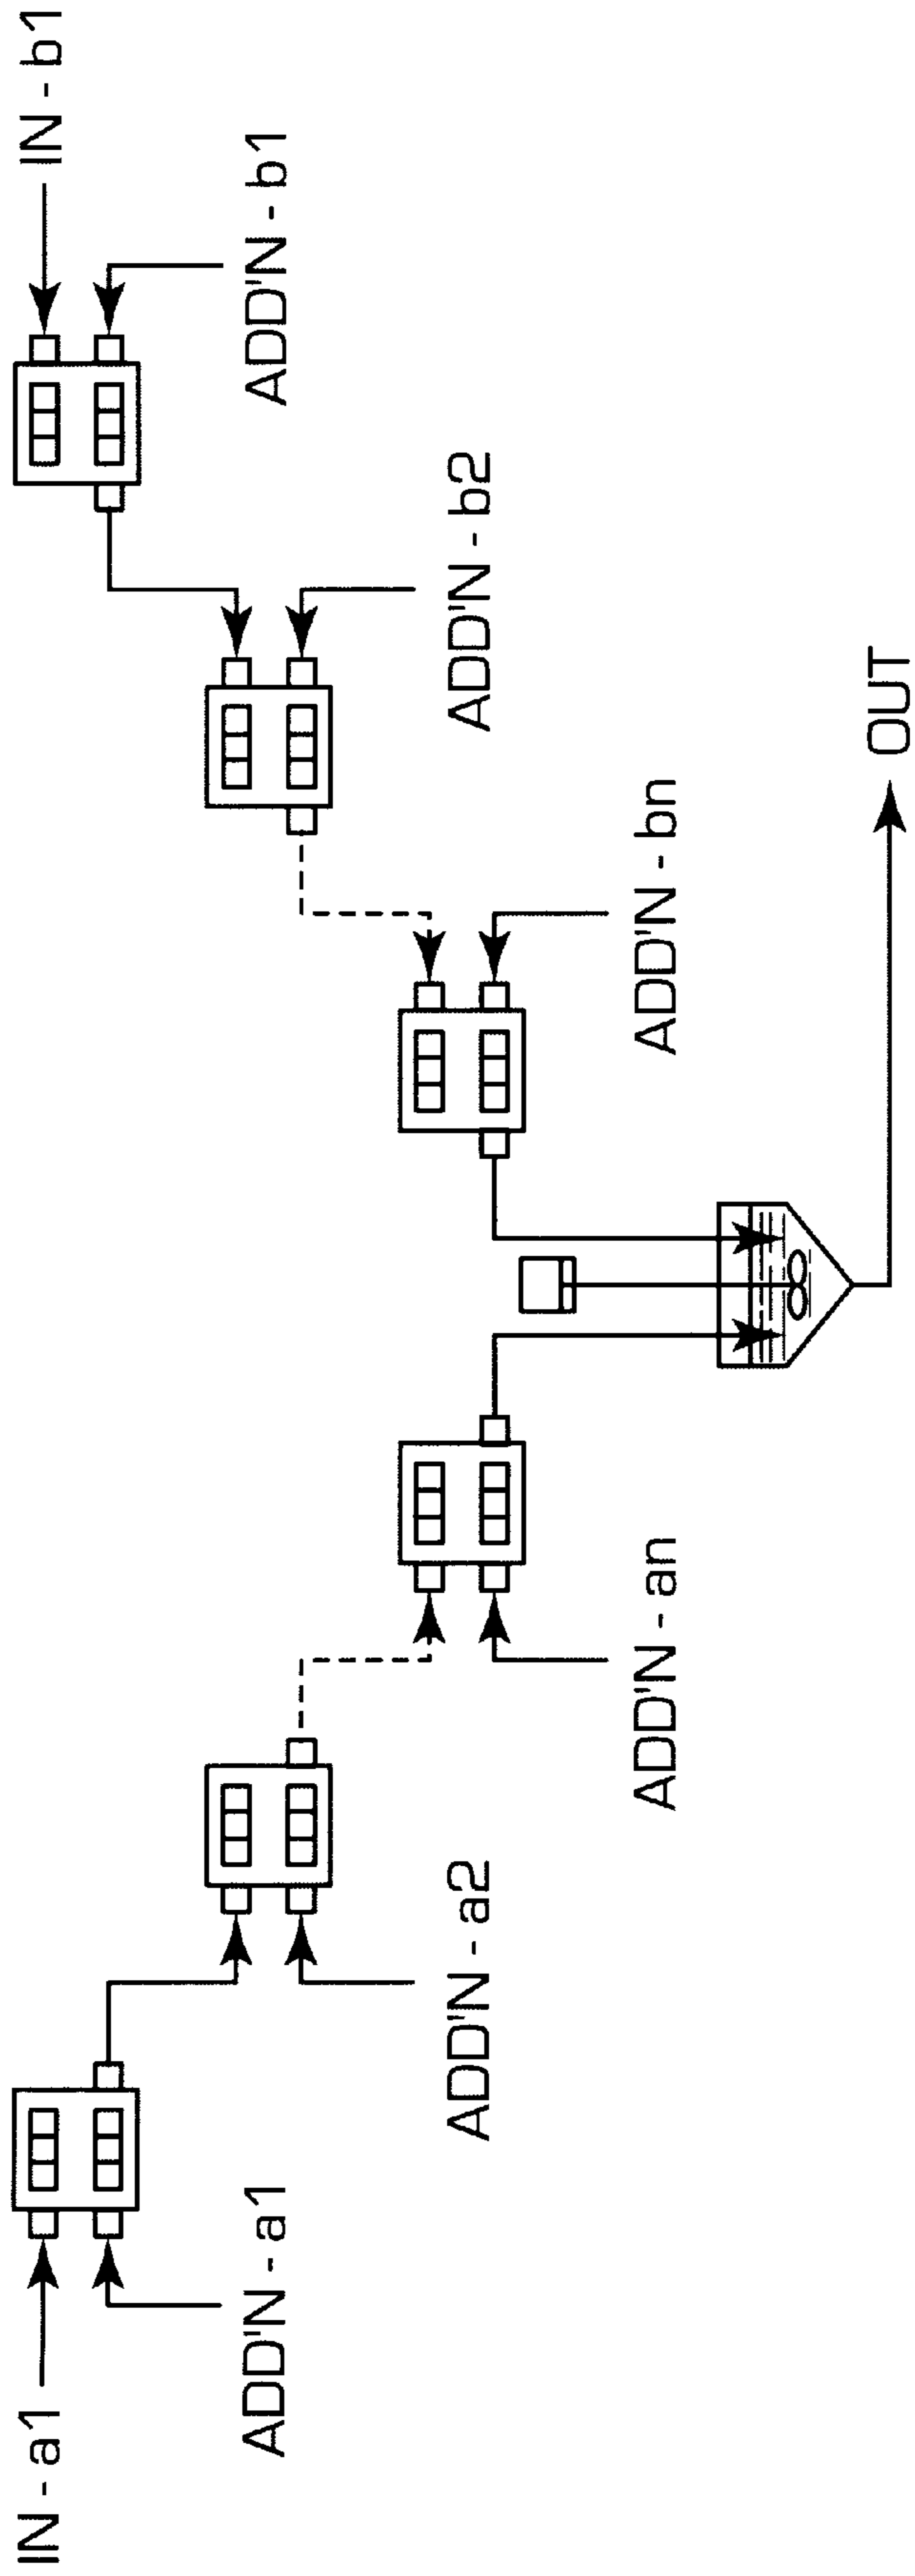 IN - a1
IN - b1
ADD'N - a1
ADD'N - b1
ADD'N - a2
ADD'N - b2
ADD'N - an
ADD'N - bn
OUT